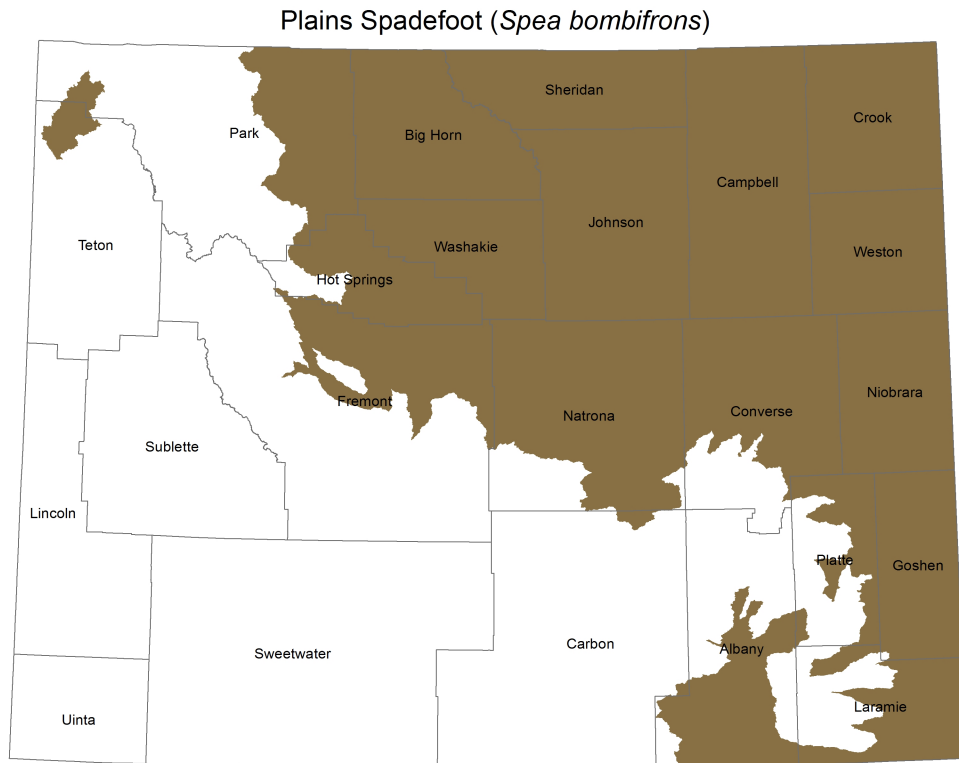 Plains Spadefoot (Spea bombifrons)
Sheridan
Crook
Park
Big Horn
Campbell
Johnson
Teton
Washakie
Weston
Hot Springs
Niobrara
Fremont
Natrona
Converse
Sublette
Lincoln
Platte
Goshen
Carbon
Albany
Sweetwater
Laramie
Uinta